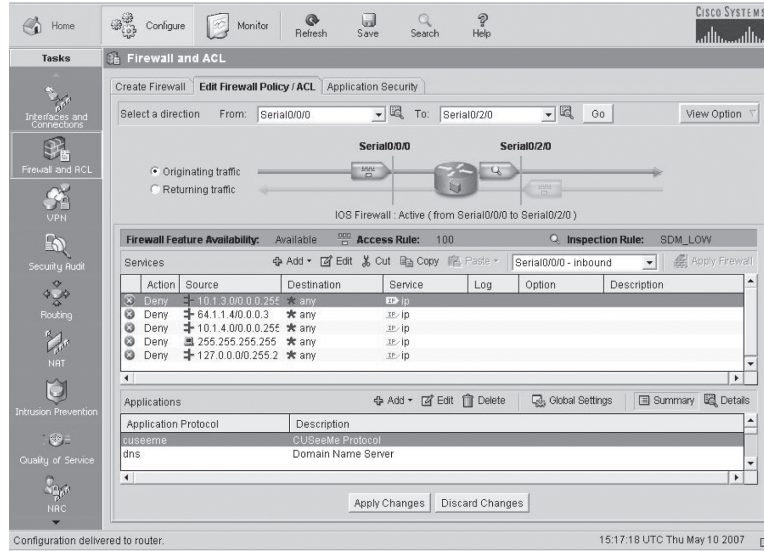 Home
Configure
Monitor
Refresh
Save
Search
Help
CISCO SYSTEMS
Tasks
Firewall and ACL
Interfaces and
Connections
Firewall and ACL
VPN
Security Audit
Routing
NAT
Intrusion Prevention
Quality of Service
NAC
Create Firewall
Edit Firewall Policy / ACL
Application Security
Select a direction From: Serial0/0/0 To: Serial0/2/0 Go View Option
Serial0/0/0 Serial0/2/0
Originating traffic
Returning traffic
IOS Firewall : Active ( from Serial0/0/0 to Serial0/2/0 )
Firewall Feature Availability: Available Access Rule: 100 Inspection Rule: SDM_LOW
Services Add Edit Cut Copy Paste Serial0/0/0 - inbound Apply Firewall
Action Source Destination Service Log Option Description
Deny 10.1.3.0/0.0.0.255 any ip
Deny 64.1.1.4/0.0.0.3 any ip
Deny 10.1.4.0/0.0.0.255 any ip
Deny 255.255.255.255 any ip
Deny 127.0.0.0/0.255.2 any ip
Applications Add Edit Delete Global Settings Summary Details
Application Protocol Description
cuseeme CUSeeMe Protocol
dns Domain Name Server
Apply Changes Discard Changes
Configuration delivered to router. 15:17:18 UTC Thu May 10 2007